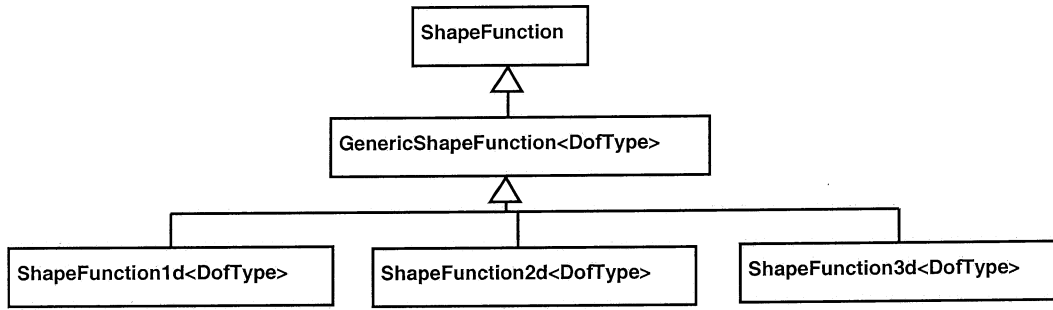 ShapeFunction
GenericShapeFunction<DofType>
ShapeFunction1d<DofType>
ShapeFunction2d<DofType>
ShapeFunction3d<DofType>